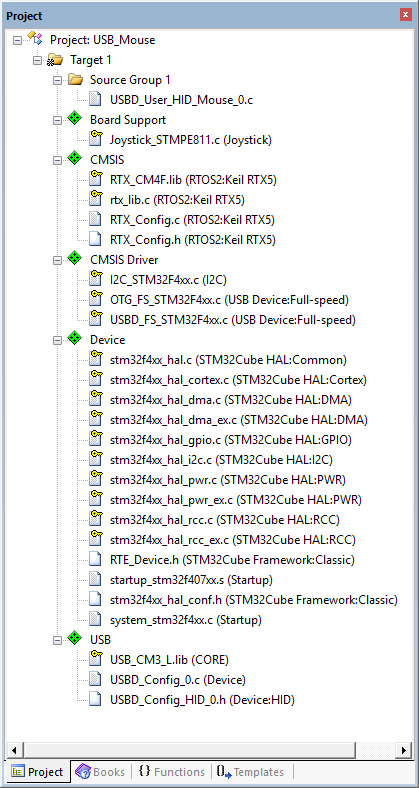 Project
Project: USB_Mouse
Target 1
Source Group 1
USBD_User_HID_Mouse_0.c
Board Support
Joystick_STMPE811.c (Joystick)
CMSIS
RTX_CM4F.lib (RTOS2:Keil RTX5)
rtx_lib.c (RTOS2:Keil RTX5)
RTX_Config.c (RTOS2:Keil RTX5)
RTX_Config.h (RTOS2:Keil RTX5)
CMSIS Driver
I2C_STM32F4xx.c (I2C)
OTG_FS_STM32F4xx.c (USB Device:Full-speed)
USBD_FS_STM32F4xx.c (USB Device:Full-speed)
Device
stm32f4xx_hal.c (STM32Cube HAL:Common)
stm32f4xx_hal_cortex.c (STM32Cube HAL:Cortex)
stm32f4xx_hal_dma.c (STM32Cube HAL:DMA)
stm32f4xx_hal_dma_ex.c (STM32Cube HAL:DMA)
stm32f4xx_hal_gpio.c (STM32Cube HAL:GPIO)
stm32f4xx_hal_i2c.c (STM32Cube HAL:I2C)
stm32f4xx_hal_pwr.c (STM32Cube HAL:PWR)
stm32f4xx_hal_pwr_ex.c (STM32Cube HAL:PWR)
stm32f4xx_hal_rcc.c (STM32Cube HAL:RCC)
stm32f4xx_hal_rcc_ex.c (STM32Cube HAL:RCC)
RTE_Device.h (STM32Cube Framework:Classic)
startup_stm32f407xx.s (Startup)
stm32f4xx_hal_conf.h (STM32Cube Framework:Classic)
system_stm32f4xx.c (Startup)
USB
USB_CM3_L.lib (CORE)
USBD_Config_0.c (Device)
USBD_Config_HID_0.h (Device:HID)
Project Books {} Functions {} Templates